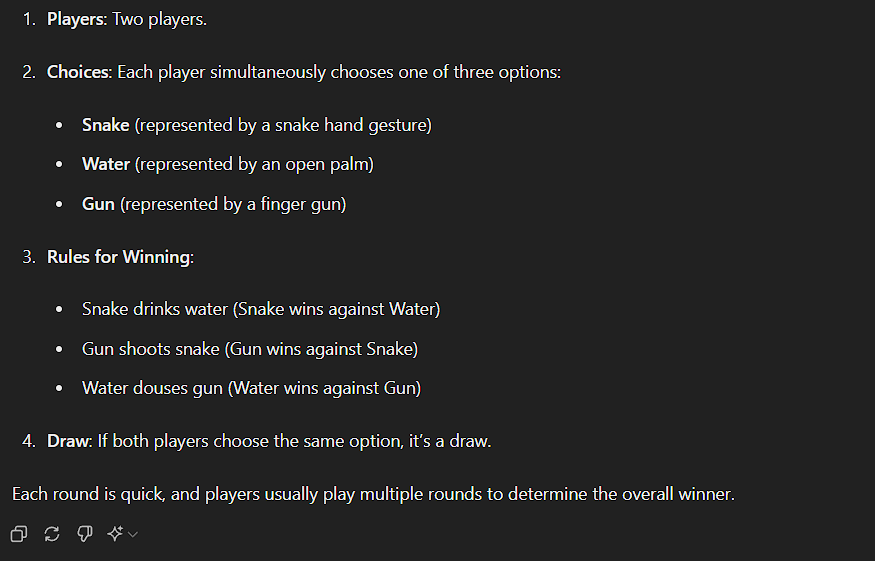 1. Players: Two players.
2. Choices: Each player simultaneously chooses one of three options:
• Snake (represented by a snake hand gesture)
• Water (represented by an open palm)
• Gun (represented by a finger gun)
3. Rules for Winning:
• Snake drinks water (Snake wins against Water)
• Gun shoots snake (Gun wins against Snake)
• Water douses gun (Water wins against Gun)
4. Draw: If both players choose the same option, it's a draw.
Each round is quick, and players usually play multiple rounds to determine the overall winner.